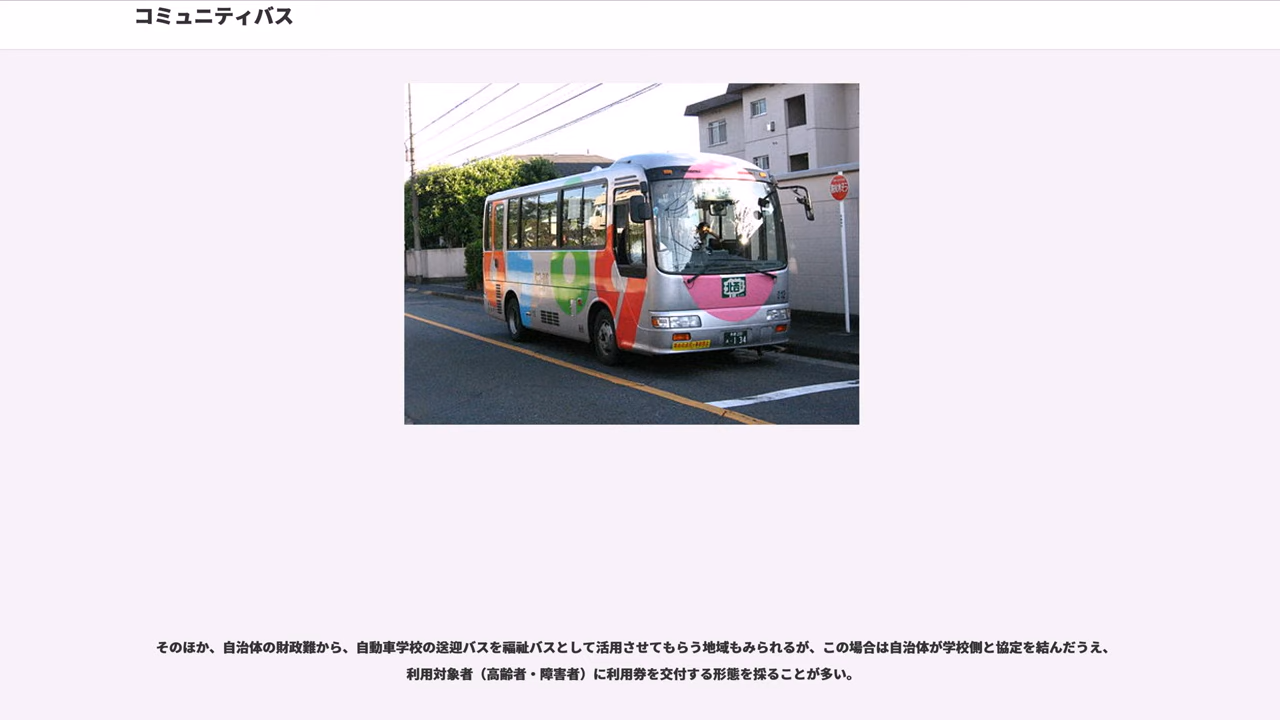 コミュニティバス
北西
・134
そのほか、自治体の財政難から、自動車学校の送迎バスを福祉バスとして活用させてもらう地域もみられるが、この場合は自治体が学校側と協定を結んだうえ、
利用対象者（高齢者・障害者）に利用券を交付する形態を採ることが多い。